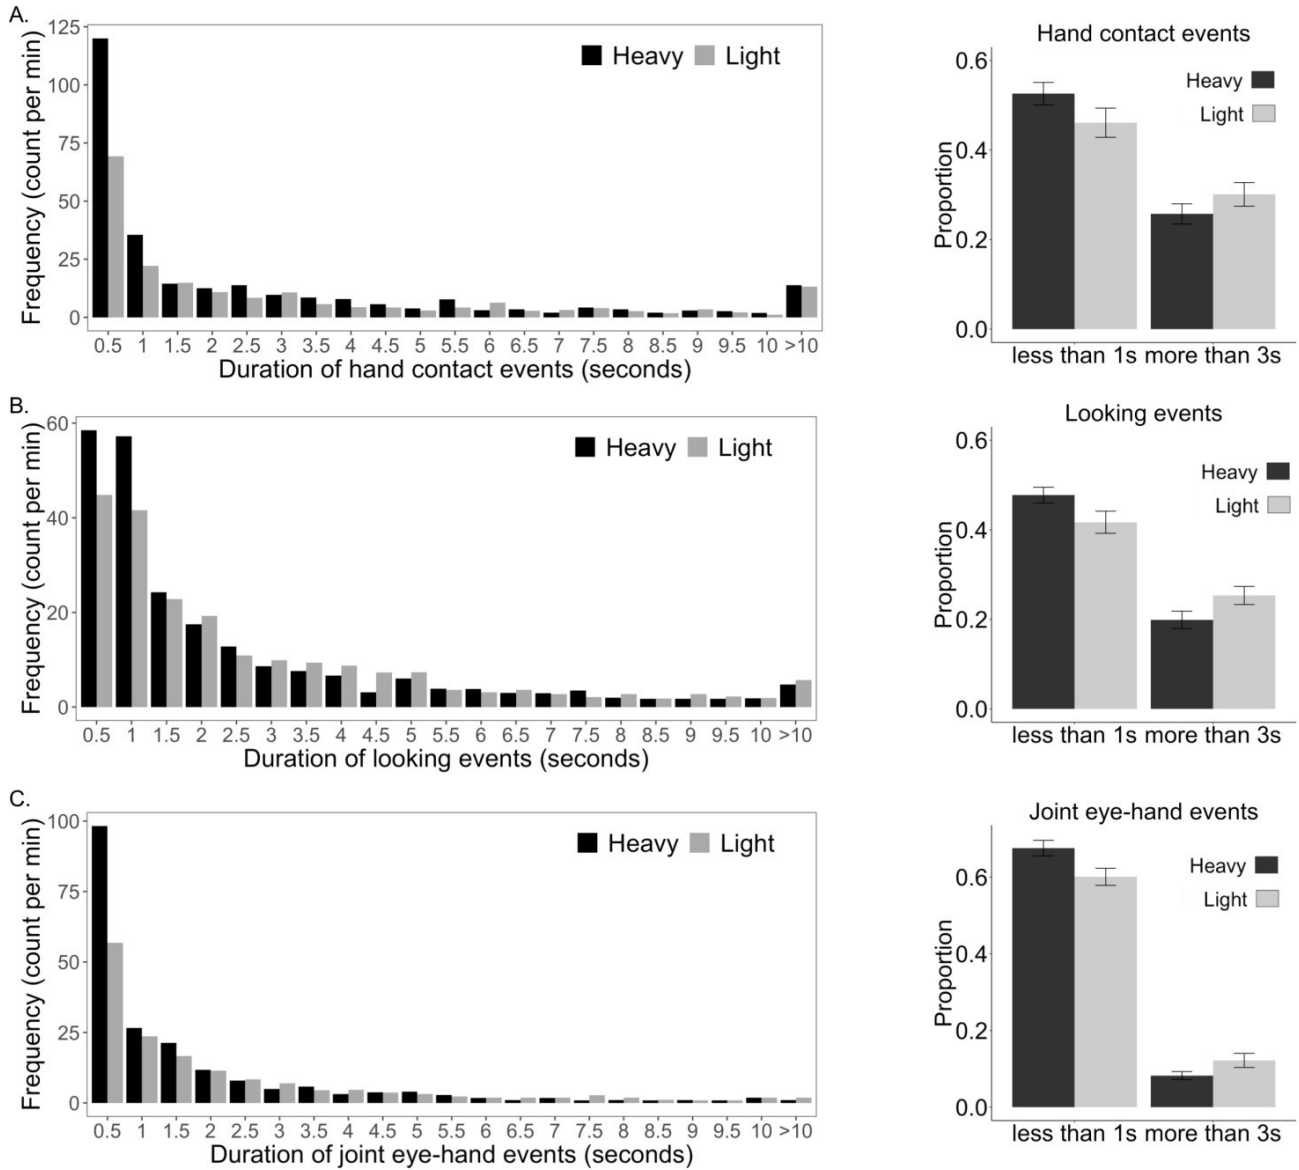 A.
Frequency (count per min)
125
100
75
50
25
0
Heavy Light
0.5 1 1.5 2 2.5 3 3.5 4 4.5 5 5.5 6 6.5 7 7.5 8 8.5 9 9.5 10 >10
Duration of hand contact events (seconds)
Hand contact events
Proportion
0.6
0.4
0.2
0.0
Heavy
Light
less than 1s more than 3s
B.
Frequency (count per min)
60
40
20
0
Heavy Light
0.5 1 1.5 2 2.5 3 3.5 4 4.5 5 5.5 6 6.5 7 7.5 8 8.5 9 9.5 10 >10
Duration of looking events (seconds)
Looking events
Proportion
0.6
0.4
0.2
0.0
Heavy
Light
less than 1s more than 3s
C.
Frequency (count per min)
100
75
50
25
0
Heavy Light
0.5 1 1.5 2 2.5 3 3.5 4 4.5 5 5.5 6 6.5 7 7.5 8 8.5 9 9.5 10 >10
Duration of joint eye-hand events (seconds)
Joint eye-hand events
Proportion
0.6
0.4
0.2
0.0
Heavy
Light
less than 1s more than 3s